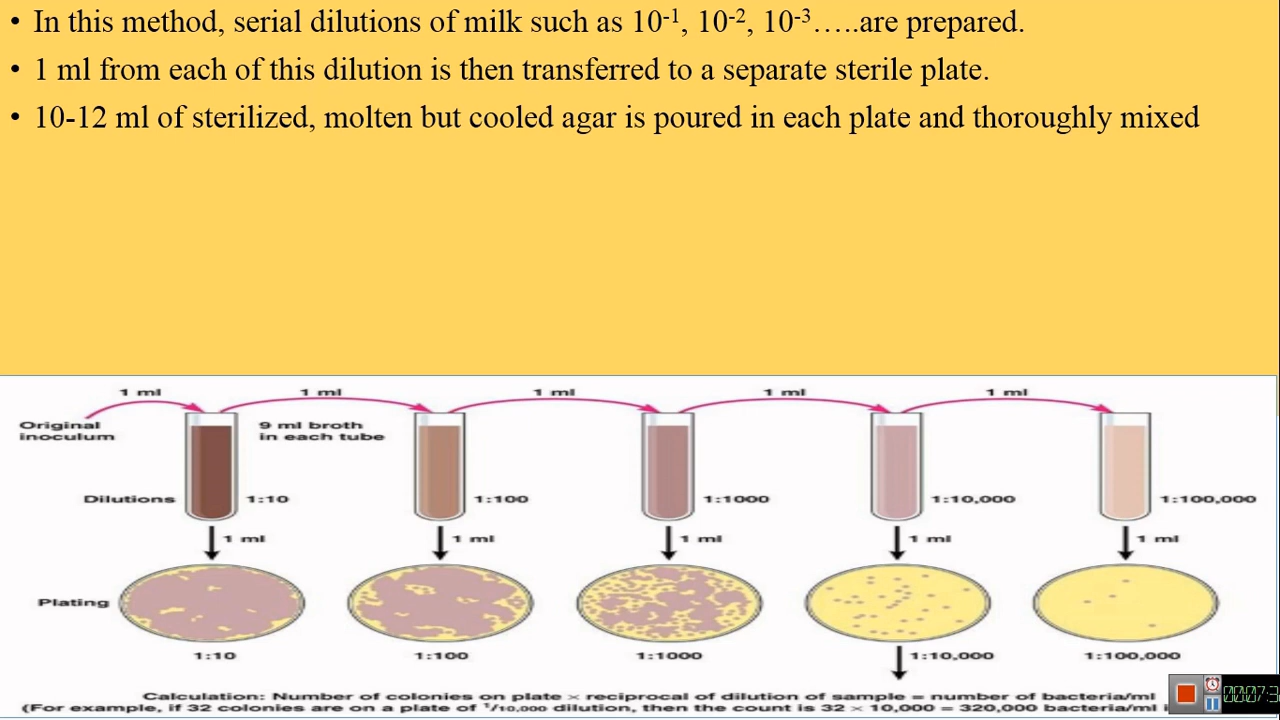 • In this method, serial dilutions of milk such as 10⁻¹, 10⁻², 10⁻³…..are prepared.
• 1 ml from each of this dilution is then transferred to a separate sterile plate.
• 10-12 ml of sterilized, molten but cooled agar is poured in each plate and thoroughly mixed
1 ml 1 ml 1 ml 1 ml 1 ml
Original
inoculum
9 ml broth
in each tube
Dilutions 1:10 1:100 1:1000 1:10,000 1:100,000
1 ml 1 ml 1 ml 1 ml 1 ml
Plating
1:10 1:100 1:1000 1:10,000 1:100,000
Calculation: Number of colonies on plate × reciprocal of dilution of sample = number of bacteria/ml
(For example, if 32 colonies are on a plate of ¹/₁₀,₀₀₀ dilution, then the count is 32 × 10,000 = 320,000 bacteria/ml i